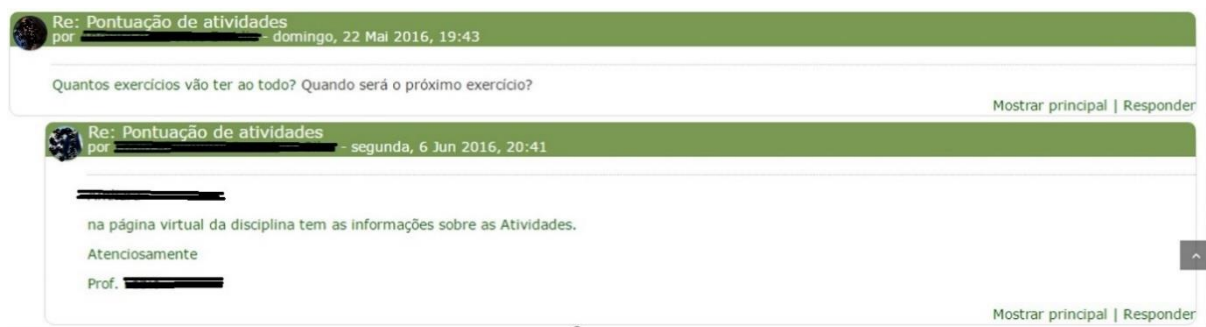 Re: Pontuação de atividades
por - domingo, 22 Mai 2016, 19:43
Quantos exercícios vão ter ao todo? Quando será o próximo exercício?
Mostrar principal | Responder
Re: Pontuação de atividades
por - segunda, 6 Jun 2016, 20:41
na página virtual da disciplina tem as informações sobre as Atividades.
Atenciosamente
Prof.
Mostrar principal | Responder